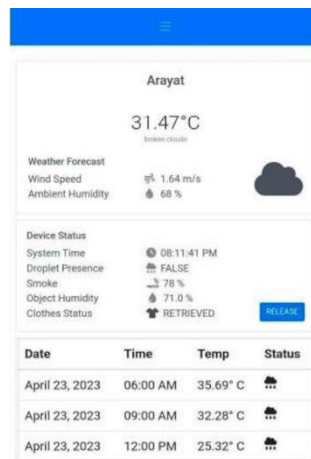 Arayat
31.47°C
broken clouds
Weather Forecast
Wind Speed 1.64 m/s
Ambient Humidity 68 %
Device Status
System Time 08:11:41 PM
Droplet Presence FALSE
Smoke 78 %
Object Humidity 71.0 %
Clothes Status RETRIEVED RELEASE
Date Time Temp Status
April 23, 2023 06:00 AM 35.69° C
April 23, 2023 09:00 AM 32.28° C
April 23, 2023 12:00 PM 25.32° C